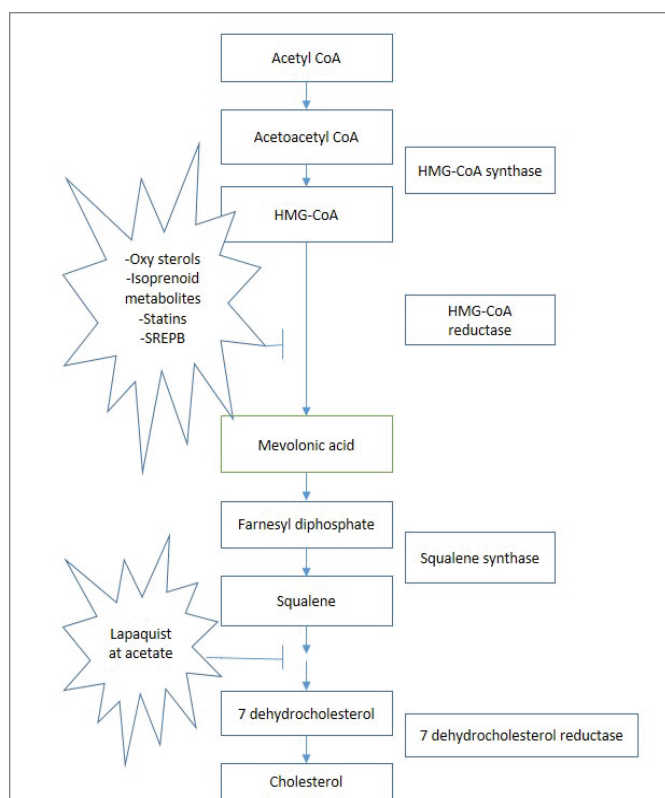 Acetyl CoA
Acetoacetyl CoA
HMG-CoA synthase
HMG-CoA
-Oxy sterols
-Isoprenoid
metabolites
-Statins
-SREPB
HMG-CoA
reductase
Mevolonic acid
Farnesyl diphosphate
Squalene synthase
Squalene
Lapaquist
at acetate
7 dehydrocholesterol
7 dehydrocholesterol reductase
Cholesterol